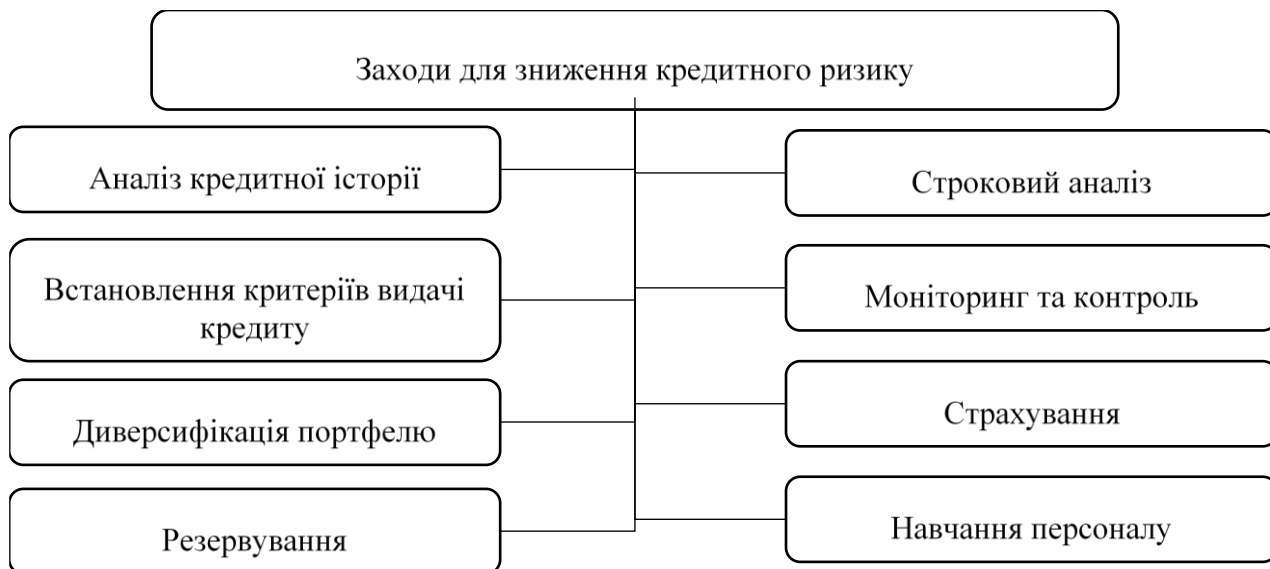 Заходи для зниження кредитного ризику
Аналіз кредитної історії
Строковий аналіз
Встановлення критеріїв видачі
кредиту
Моніторинг та контроль
Диверсифікація портфелю
Страхування
Резервування
Навчання персоналу